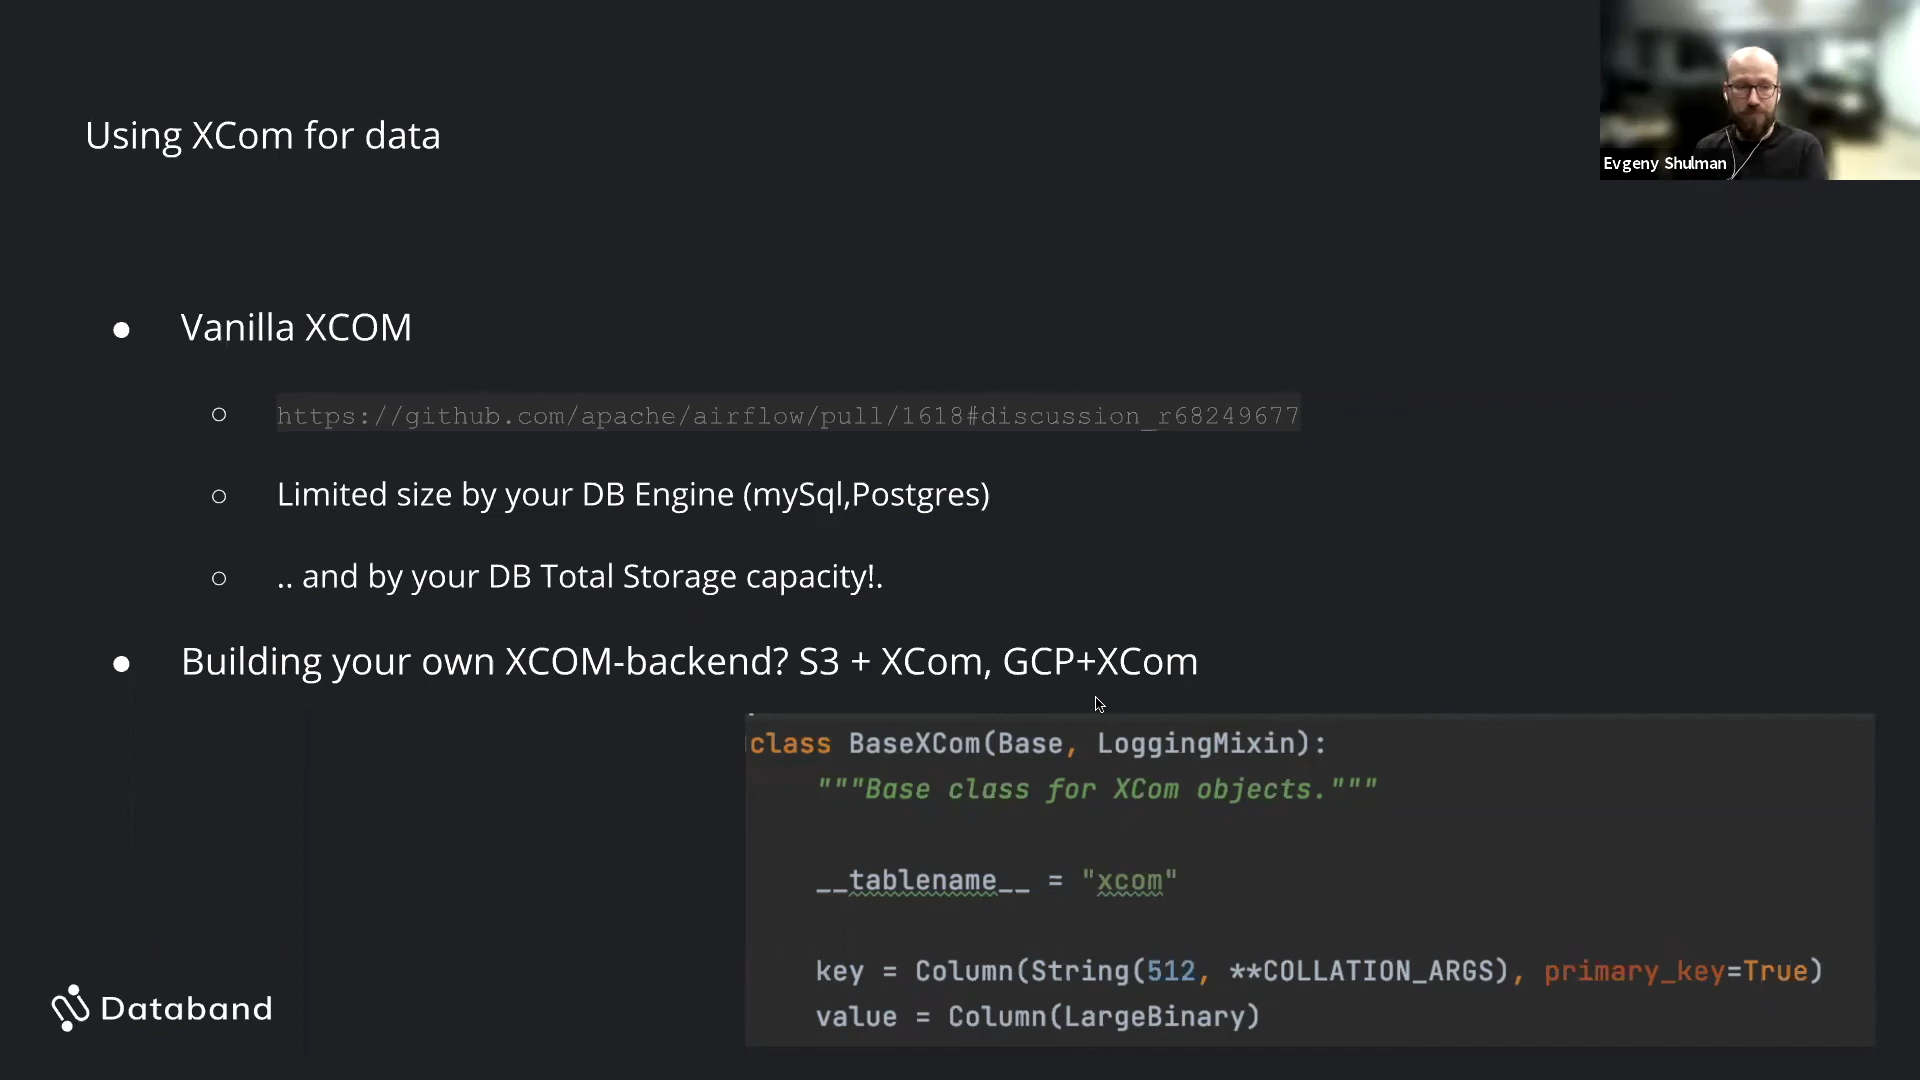 Using XCom for data
Evgeny Shulman
● Vanilla XCOM
○ https://github.com/apache/airflow/pull/1618#discussion_r68249677
○ Limited size by your DB Engine (mySql,Postgres)
○ .. and by your DB Total Storage capacity!.
● Building your own XCOM-backend? S3 + XCom, GCP+XCom
class BaseXCom(Base, LoggingMixin):
"""Base class for XCom objects."""
__tablename__ = "xcom"
key = Column(String(512, **COLLATION_ARGS), primary_key=True)
value = Column(LargeBinary)
Databand